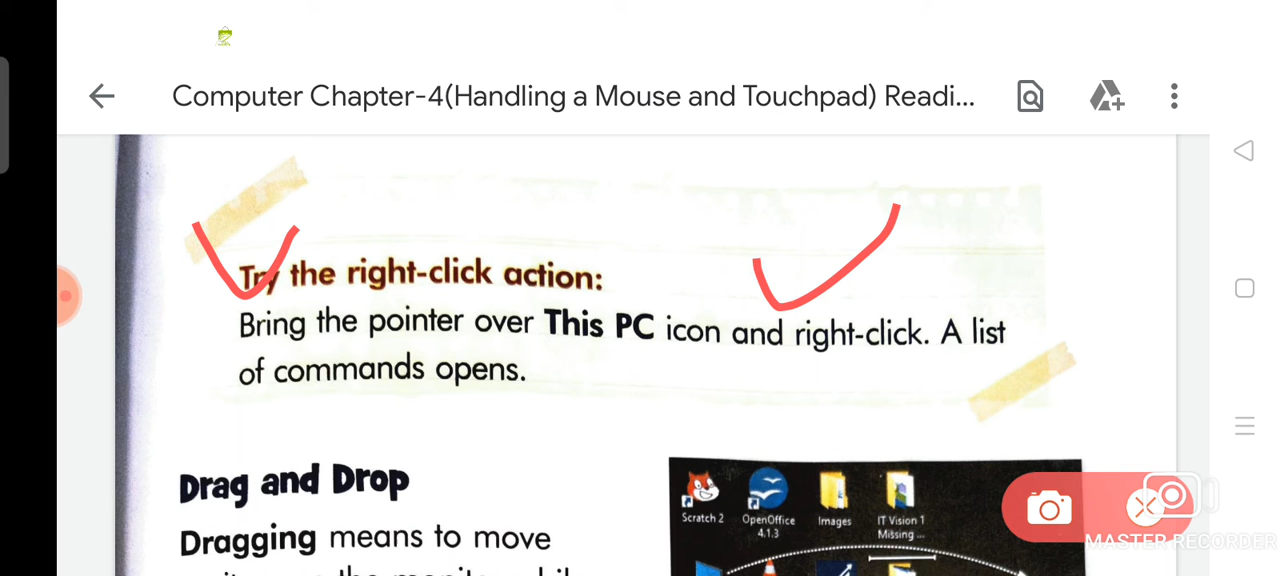 Computer Chapter-4(Handling a Mouse and Touchpad) Readi...
Try the right-click action:
Bring the pointer over This PC icon and right-click. A list
of commands opens.
Drag and Drop
Dragging means to move
Scratch 2
OpenOffice
4.1.3
Images
IT Vision 1
Missing ...
MASTER RECORDER